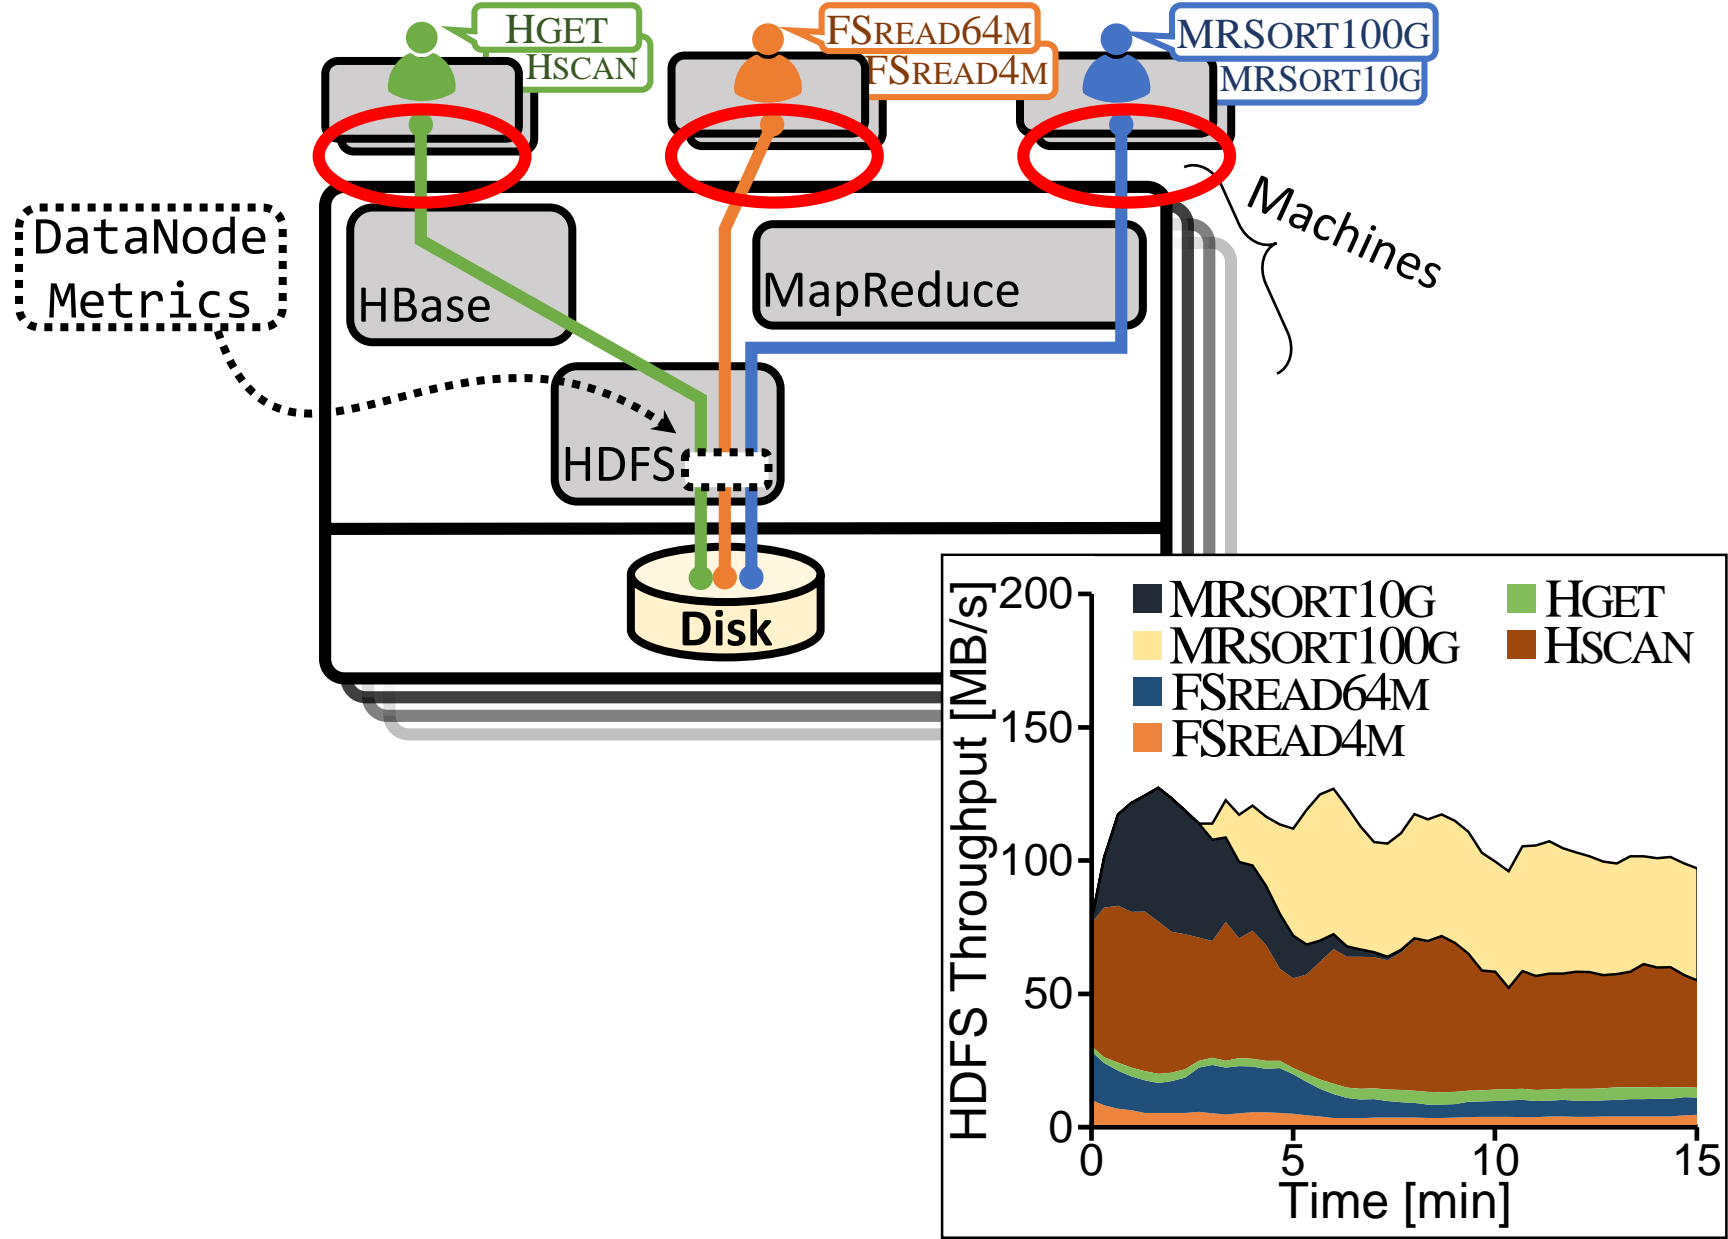 HGET
HSCAN
FSREAD64M
FSREAD4M
MRSORT100G
MRSORT10G
Machines
DataNode
Metrics
HBase
MapReduce
HDFS
Disk
HDFS Throughput [MB/s]
200
150
100
50
0
MRSORT10G
MRSORT100G
FSREAD64M
FSREAD4M
HGET
HSCAN
0 5 10 15
Time [min]